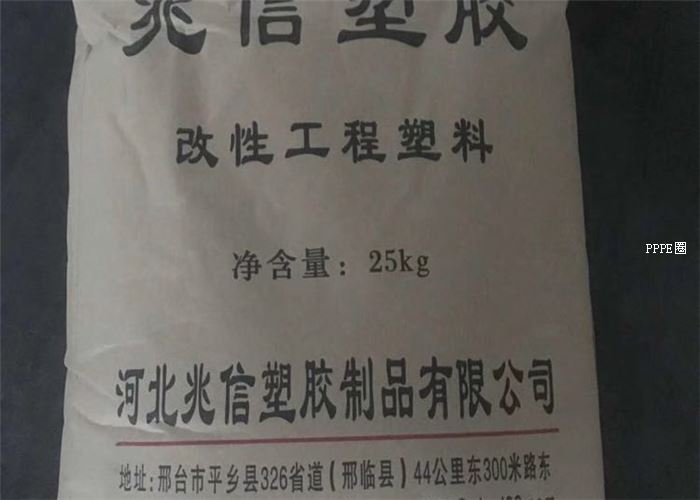 兆信塑胶
改性工程塑料
净含量：25kg
PPPE圈
河北兆信塑胶制品有限公司
地址：邢台市平乡县326省道（邢临县）44公里东300米路东